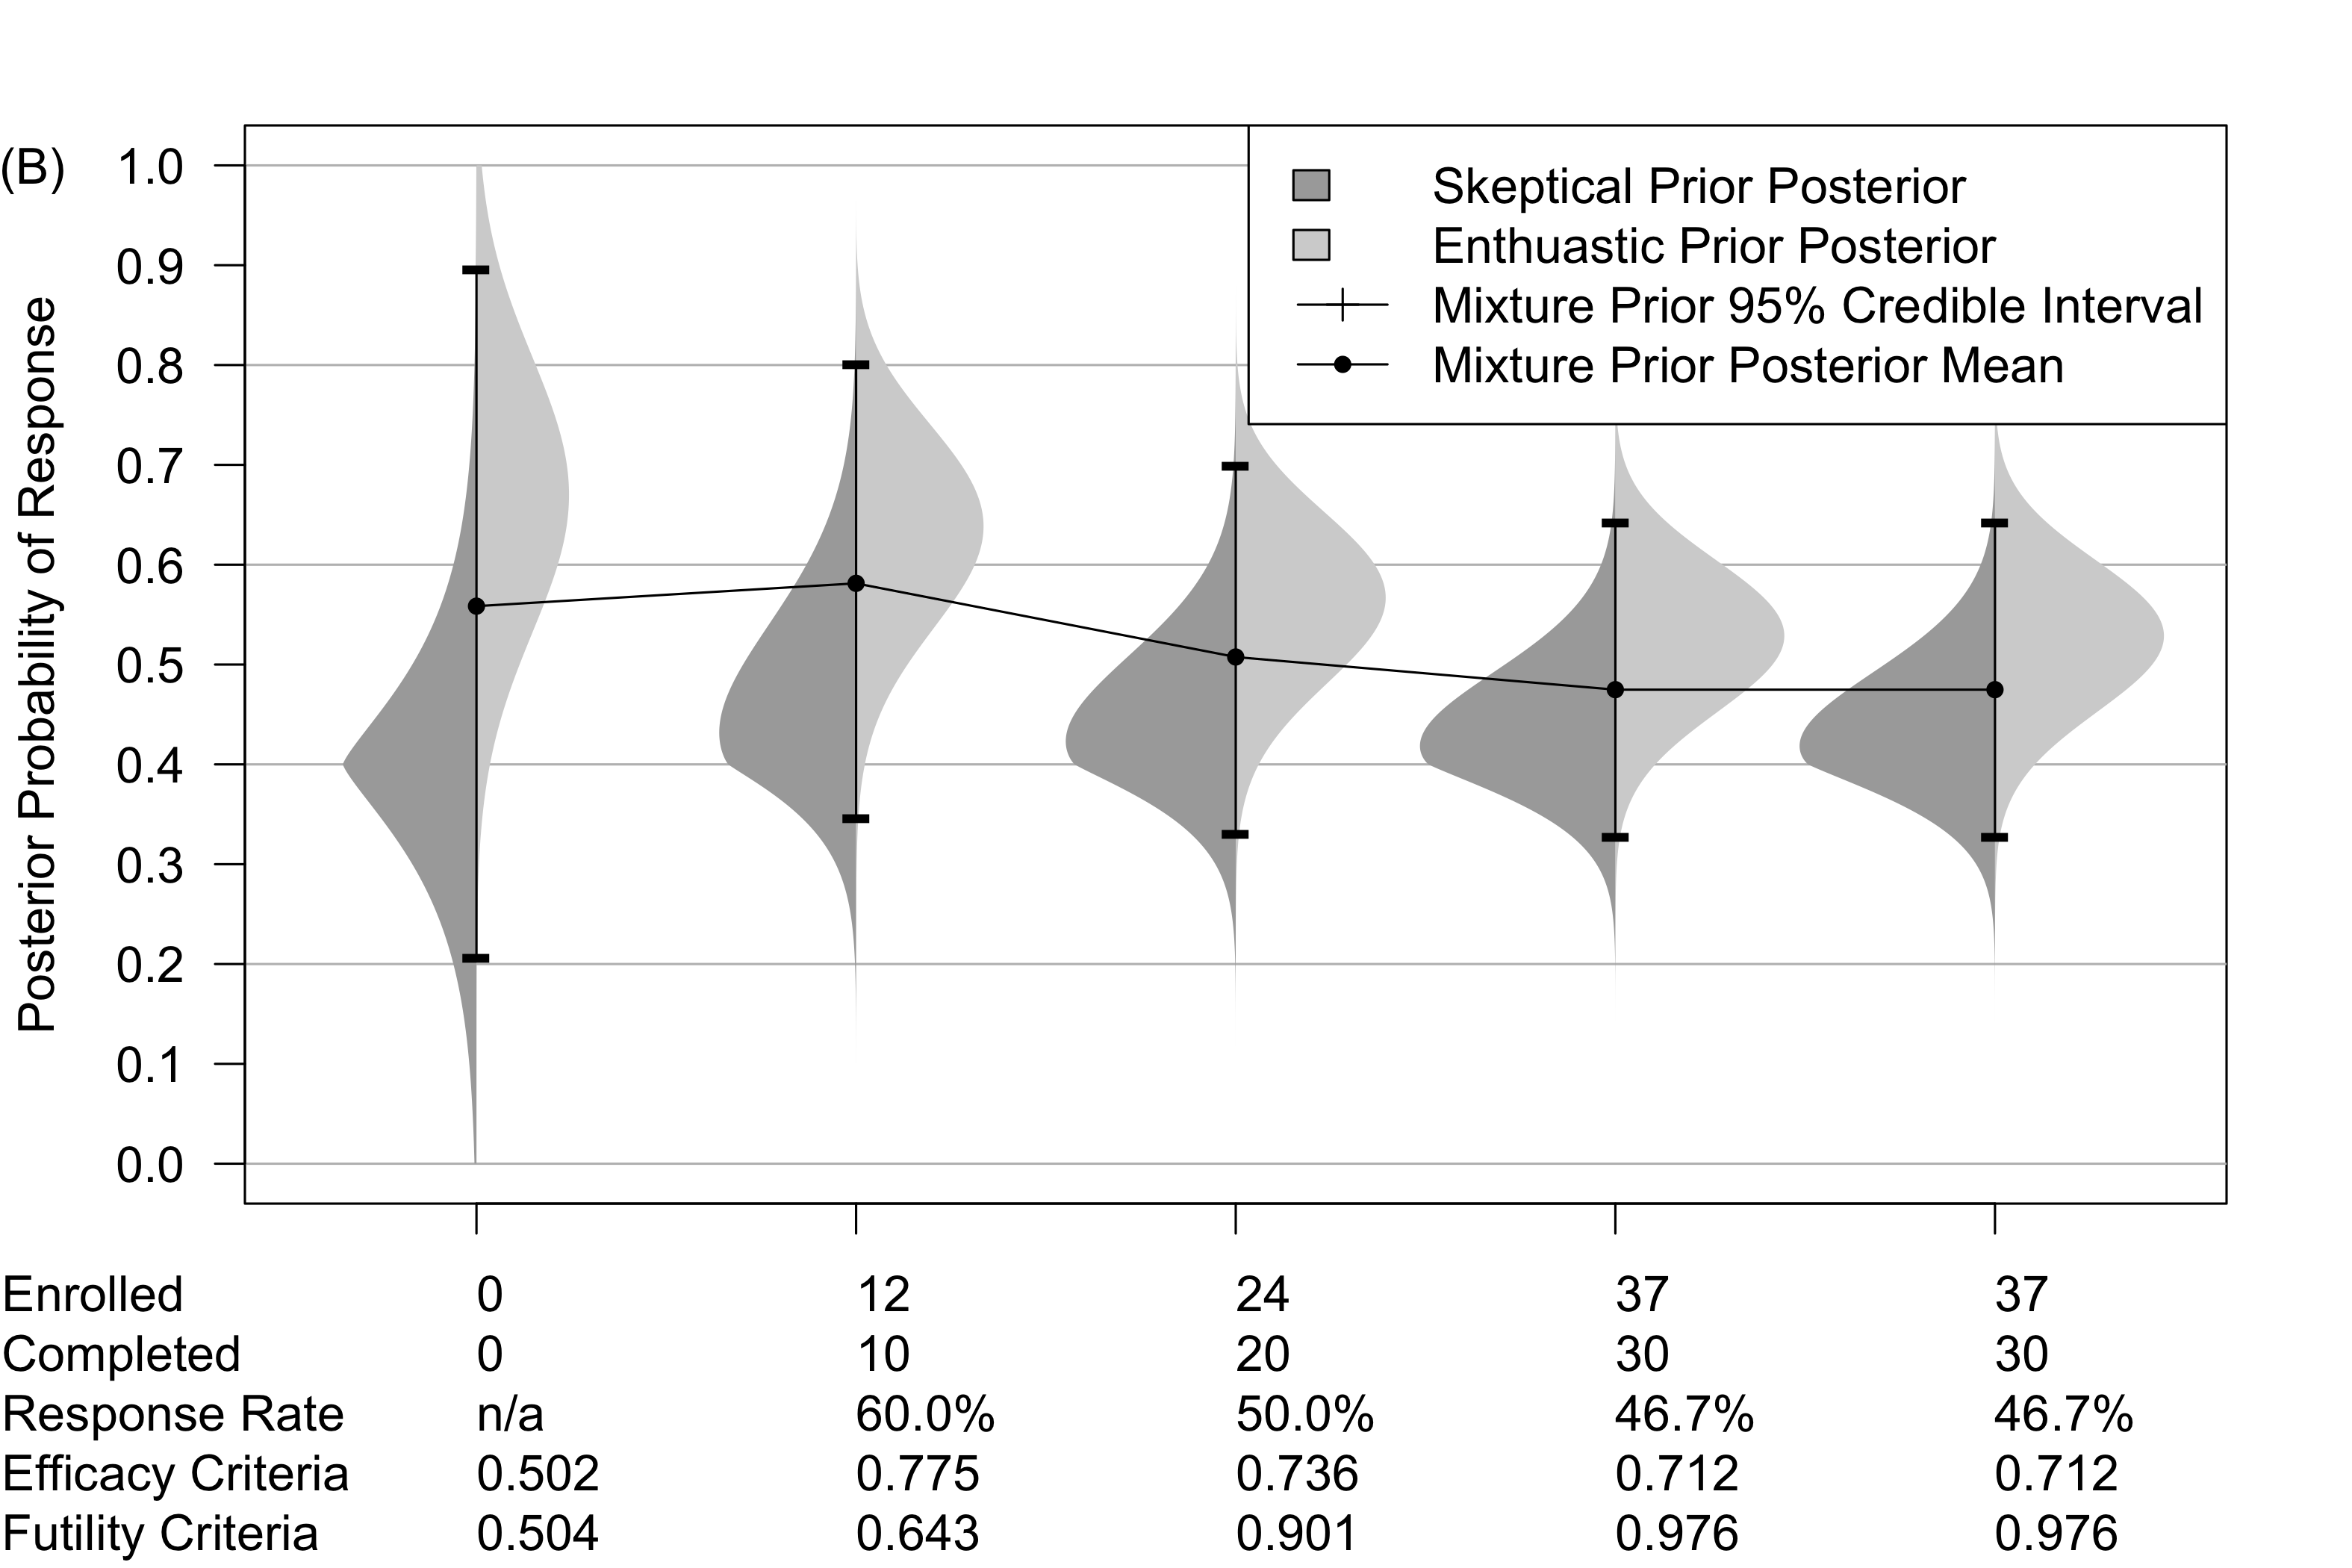 (B)
Posterior Probability of Response
1.0
0.9
0.8
0.7
0.6
0.5
0.4
0.3
0.2
0.1
0.0
Skeptical Prior Posterior
Enthuastic Prior Posterior
Mixture Prior 95% Credible Interval
Mixture Prior Posterior Mean
Enrolled 0 12 24 37 37
Completed 0 10 20 30 30
Response Rate n/a 60.0% 50.0% 46.7% 46.7%
Efficacy Criteria 0.502 0.775 0.736 0.712 0.712
Futility Criteria 0.504 0.643 0.901 0.976 0.976